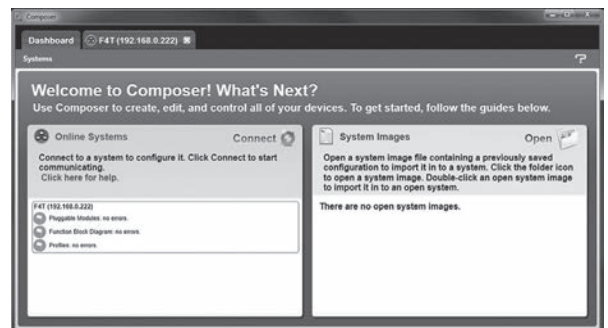 Composer
Dashboard
F4T (192.168.0.222)
Systems
?
Welcome to Composer! What's Next?
Use Composer to create, edit, and control all of your devices. To get started, follow the guides below.
Online Systems
Connect
Connect to a system to configure it. Click Connect to start
communicating.
Click here for help.
F4T (192.168.0.222)
Pluggable Modules: no errors.
Function Block Diagram: no errors.
Profiles: no errors.
System Images
Open
Open a system image file containing a previously saved
configuration to import it in to a system. Click the folder icon
to open a system image. Double-click an open system image
to import it in to an open system.
There are no open system images.